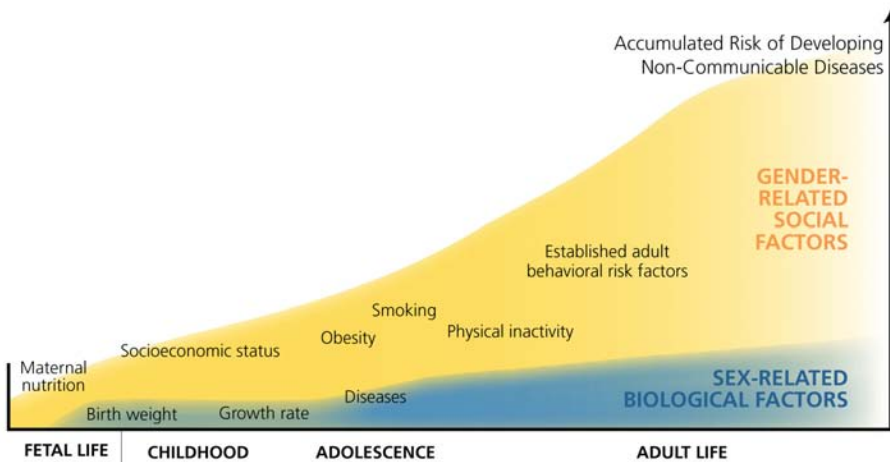 Accumulated Risk of Developing
Non-Communicable Diseases
GENDER-
RELATED
SOCIAL
FACTORS
Established adult
behavioral risk factors
Smoking
Physical inactivity
Obesity
Socioeconomic status
Maternal
nutrition
SEX-RELATED
BIOLOGICAL FACTORS
Diseases
Birth weight
Growth rate
FETAL LIFE
CHILDHOOD
ADOLESCENCE
ADULT LIFE